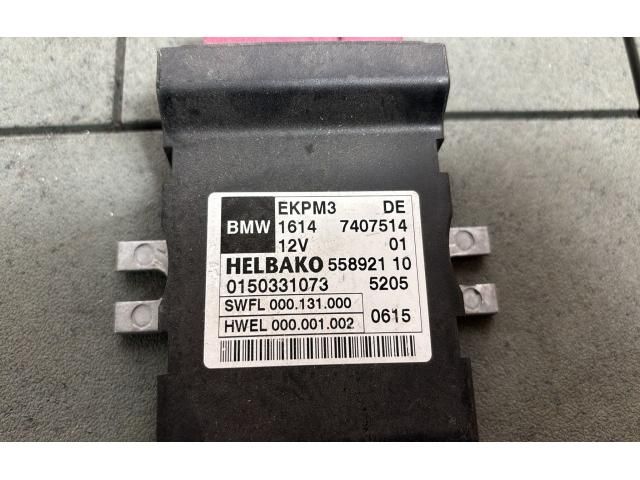 EKPM3 DE
BMW 1614 7407514
12V 01
HELBAKO 558921 10
0150331073 5205
SWFL 000.131.000
HWEL 000.001.002 0615